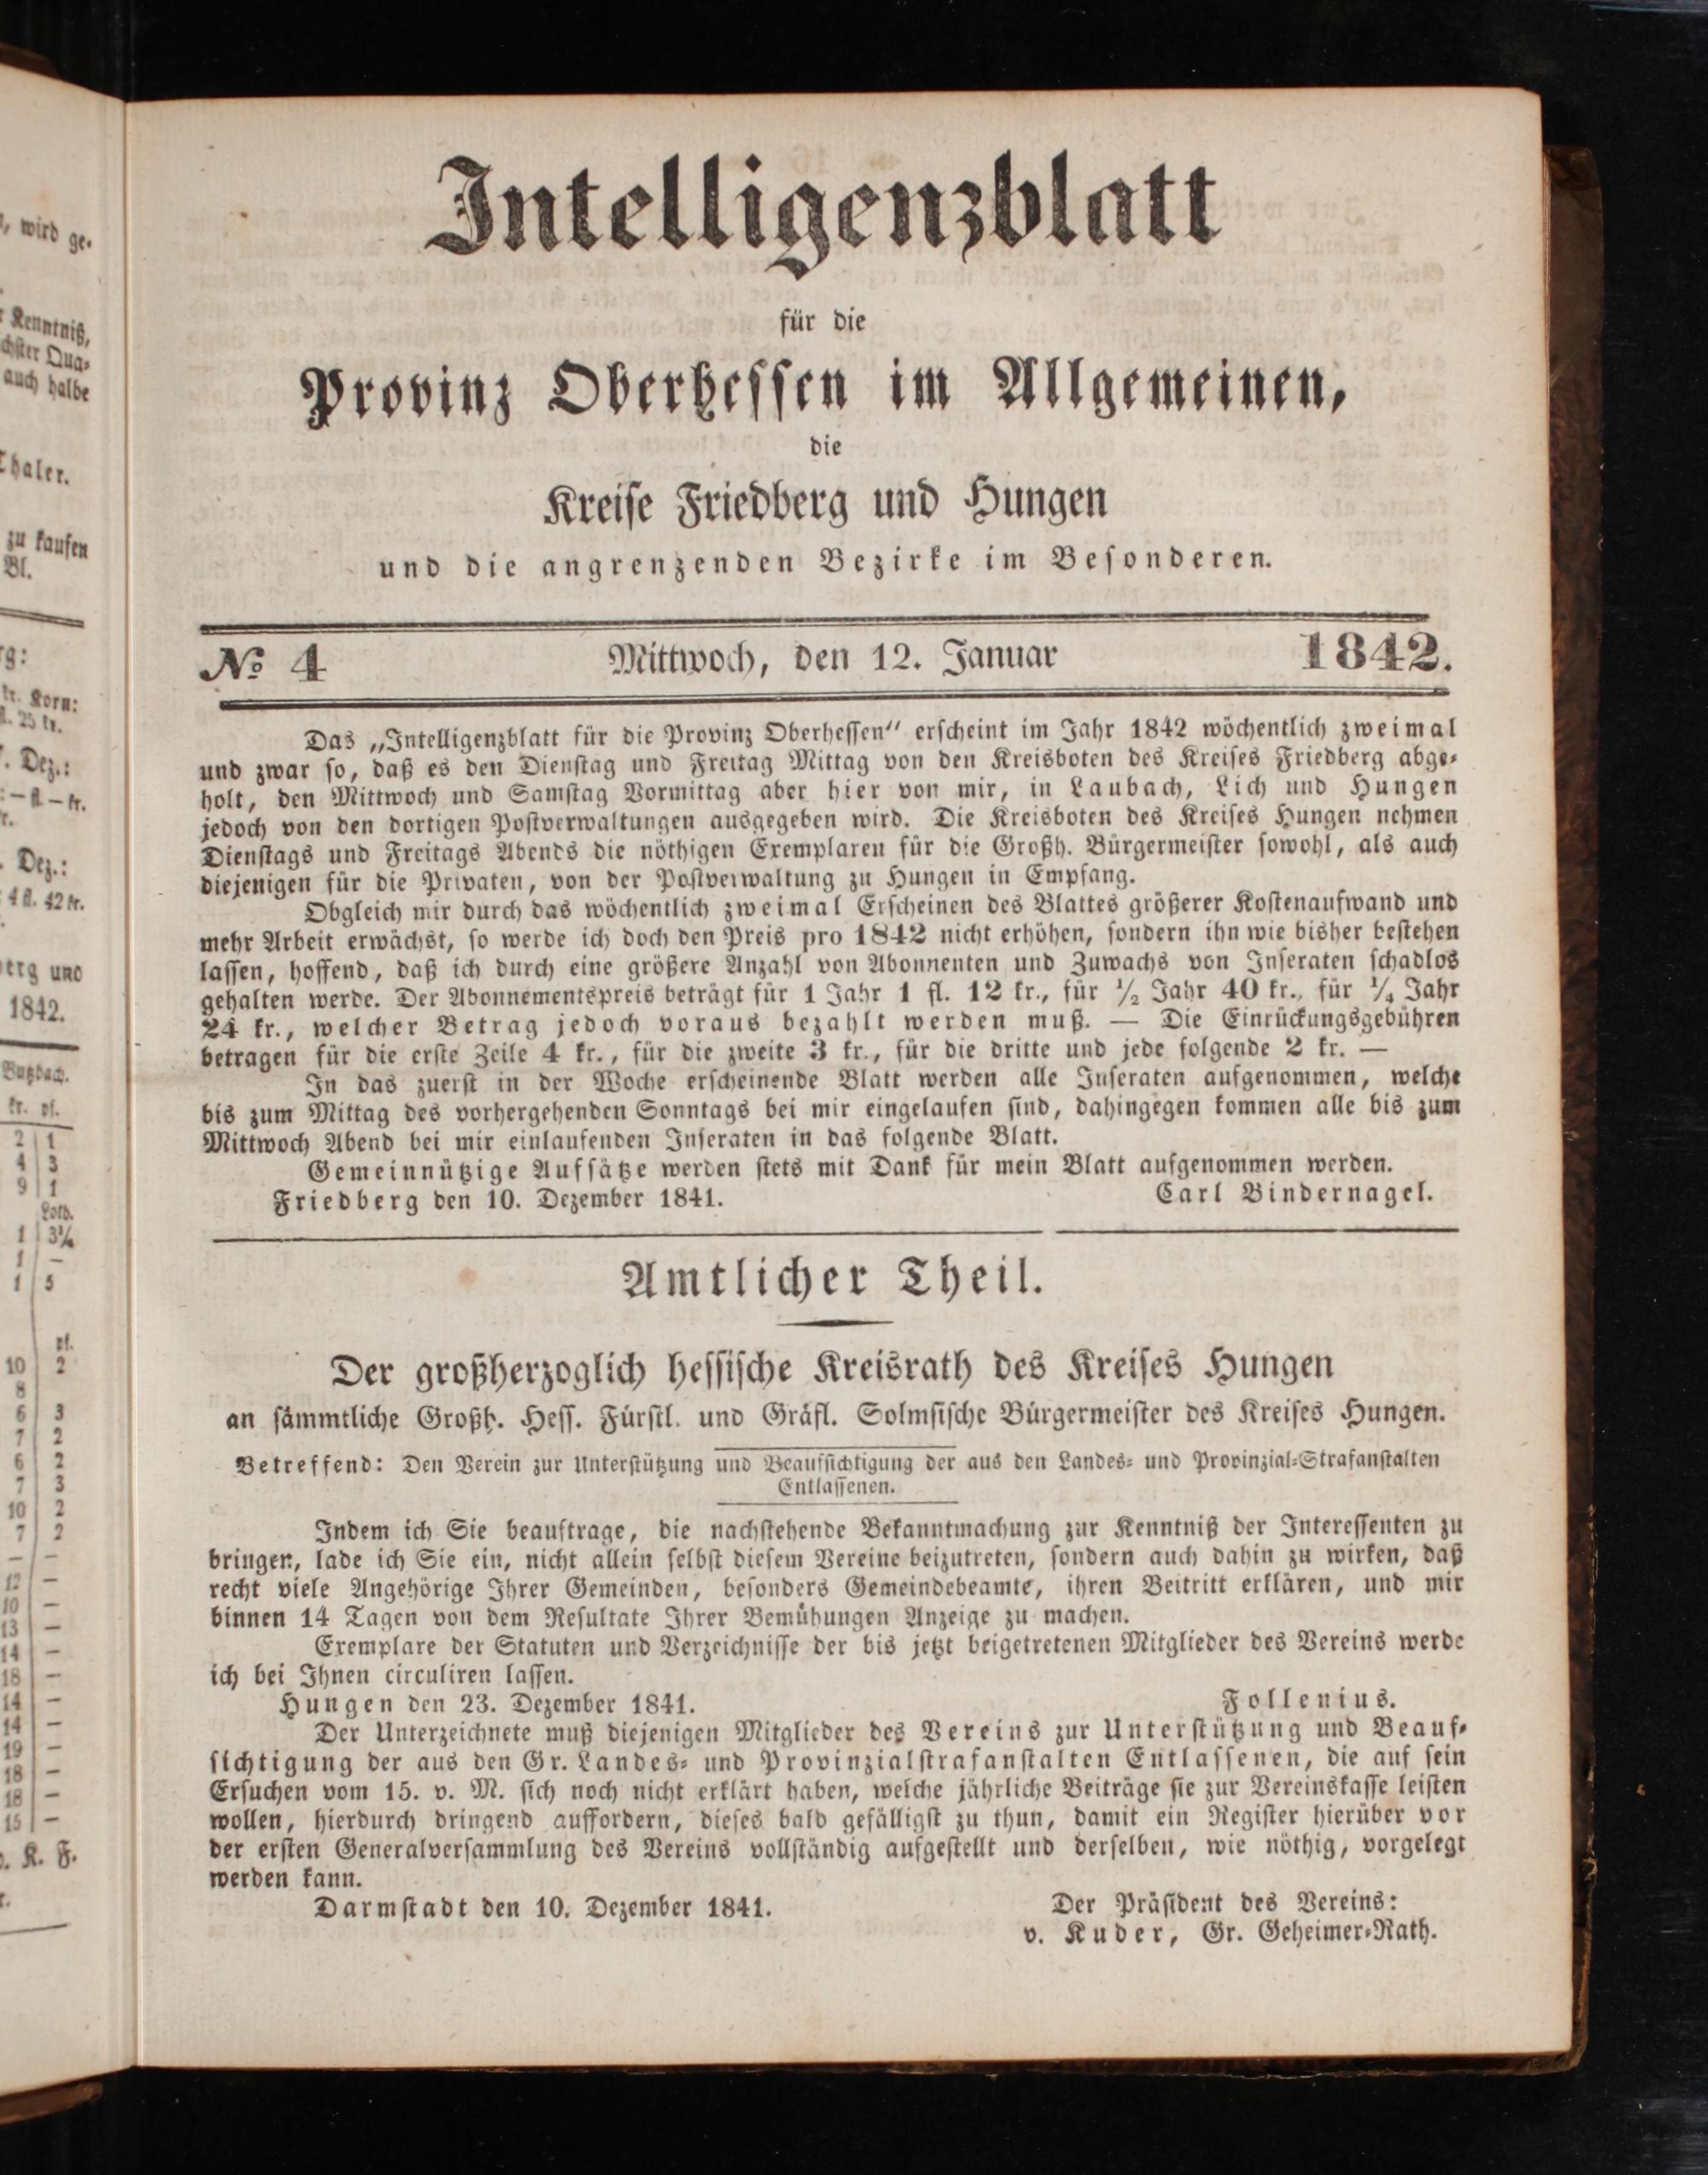 Intelligenzblatt
für die
Provinz Oberhessen im Allgemeinen,
die
Kreise Friedberg und Hungen
und die angrenzenden Bezirke im Besonderen.
№ 4 Mittwoch, den 12. Januar 1842.
Das „Intelligenzblatt für die Provinz Oberhessen“ erscheint im Jahr 1842 wöchentlich zweimal
und zwar so, daß es den Dienstag und Freitag Mittag von den Kreisboten des Kreises Friedberg abge-
holt, den Mittwoch und Samstag Vormittag aber hier von mir, in Laubach, Lich und Hungen
jedoch von den dortigen Postverwaltungen ausgegeben wird. Die Kreisboten des Kreises Hungen nehmen
Dienstags und Freitags Abends die nöthigen Exemplaren für die Großh. Bürgermeister sowohl, als auch
diejenigen für die Privaten, von der Postverwaltung zu Hungen in Empfang.
Obgleich mir durch das wöchentlich zweimal Erscheinen des Blattes größerer Kostenaufwand und
mehr Arbeit erwächst, so werde ich doch den Preis pro 1842 nicht erhöhen, sondern ihn wie bisher bestehen
lassen, hoffend, daß ich durch eine größere Anzahl von Abonnenten und Zuwachs von Inseraten schadlos
gehalten werde. Der Abonnementspreis beträgt für 1 Jahr 1 fl. 12 kr., für ½ Jahr 40 kr., für ¼ Jahr
24 kr., welcher Betrag jedoch voraus bezahlt werden muß. — Die Einrückungsgebühren
betragen für die erste Zeile 4 kr., für die zweite 3 kr., für die dritte und jede folgende 2 kr. —
In das zuerst in der Woche erscheinende Blatt werden alle Inseraten aufgenommen, welche
bis zum Mittag des vorhergehenden Sonntags bei mir eingelaufen sind, dahingegen kommen alle bis zum
Mittwoch Abend bei mir einlaufenden Inseraten in das folgende Blatt.
Gemeinnützige Aufsätze werden stets mit Dank für mein Blatt aufgenommen werden.
Friedberg den 10. Dezember 1841. Carl Bindernagel.
Amtlicher Theil.
Der großherzoglich hessische Kreisrath des Kreises Hungen
an sämmtliche Großh. Hess. Fürstl. und Gräfl. Solmsische Bürgermeister des Kreises Hungen.
Betreffend: Den Verein zur Unterstützung und Beaufsichtigung der aus den Landes- und Provinzial-Strafanstalten
Entlassenen.
Indem ich Sie beauftrage, die nachstehende Bekanntmachung zur Kenntniß der Interessenten zu
bringen, lade ich Sie ein, nicht allein selbst diesem Vereine beizutreten, sondern auch dahin zu wirken, daß
recht viele Angehörige Ihrer Gemeinden, besonders Gemeindebeamte, ihren Beitritt erklären, und mir
binnen 14 Tagen von dem Resultate Ihrer Bemühungen Anzeige zu machen.
Exemplare der Statuten und Verzeichnisse der bis jetzt beigetretenen Mitglieder des Vereins werde
ich bei Ihnen circuliren lassen.
Hungen den 23. Dezember 1841. Follenius.
Der Unterzeichnete muß diejenigen Mitglieder des Vereins zur Unterstützung und Beauf-
sichtigung der aus den Gr. Landes- und Provinzialstrafanstalten Entlassenen, die auf sein
Ersuchen vom 15. v. M. sich noch nicht erklärt haben, welche jährliche Beiträge sie zur Vereinskasse leisten
wollen, hierdurch dringend auffordern, dieses bald gefälligst zu thun, damit ein Register hierüber vor
der ersten Generalversammlung des Vereins vollständig aufgestellt und derselben, wie nöthig, vorgelegt
werden kann.
Darmstadt den 10. Dezember 1841. Der Präsident des Vereins:
v. Kuder, Gr. Geheimer-Rath.